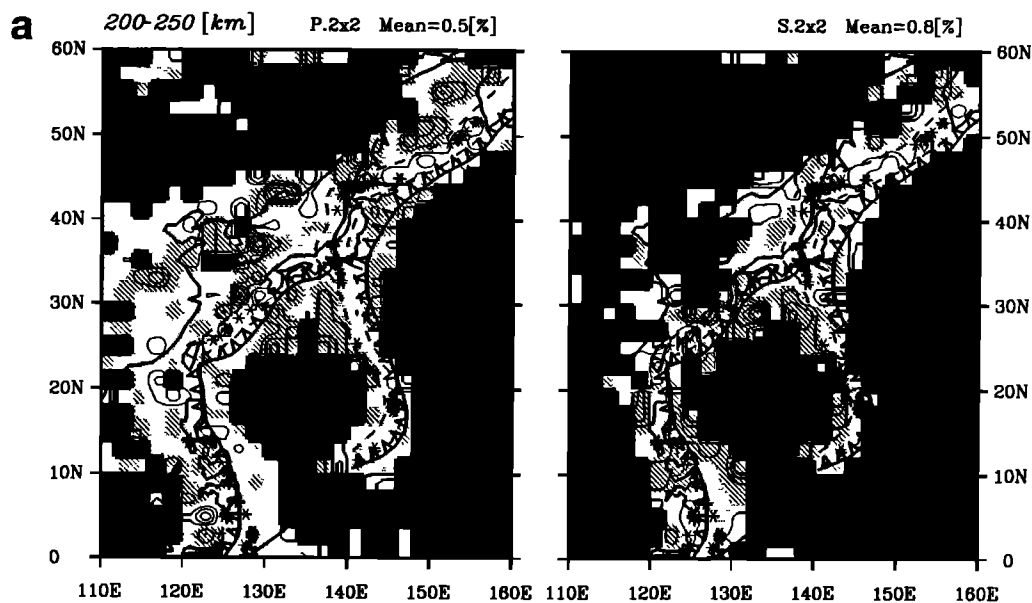 a
200-250 [km] P.2x2 Mean=0.5[%] S.2x2 Mean=0.8[%]
60N 60N
50N 50N
40N 40N
30N 30N
20N 20N
10N 10N
0 0
110E 120E 130E 140E 150E 160E 110E 120E 130E 140E 150E 160E